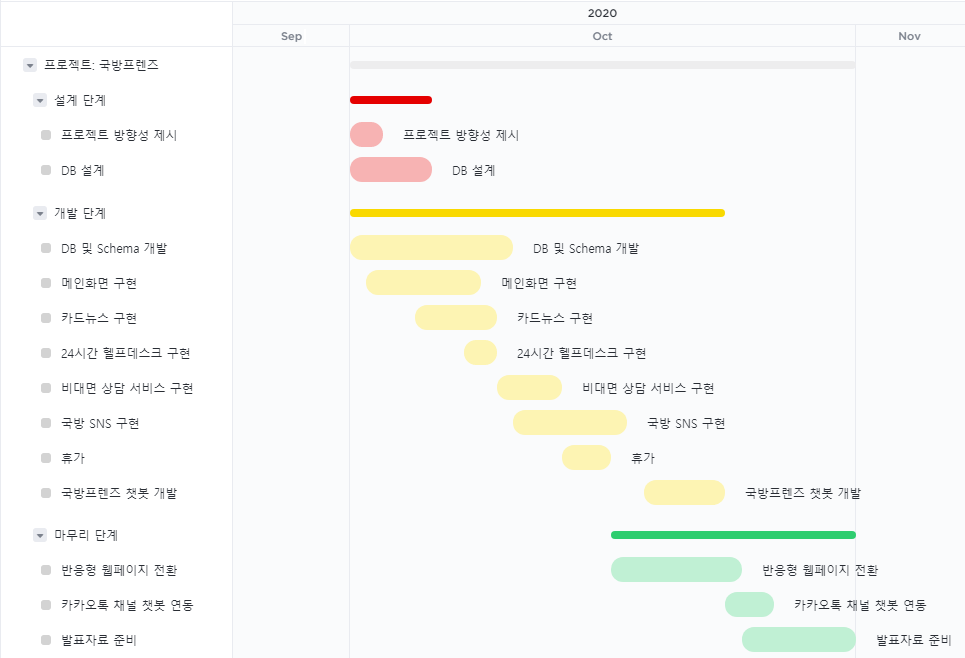 2020
Sep Oct Nov
프로젝트: 국방프렌즈
설계 단계
프로젝트 방향성 제시 프로젝트 방향성 제시
DB 설계 DB 설계
개발 단계
DB 및 Schema 개발 DB 및 Schema 개발
메인화면 구현 메인화면 구현
카드뉴스 구현 카드뉴스 구현
24시간 헬프데스크 구현 24시간 헬프데스크 구현
비대면 상담 서비스 구현 비대면 상담 서비스 구현
국방 SNS 구현 국방 SNS 구현
휴가 휴가
국방프렌즈 챗봇 개발 국방프렌즈 챗봇 개발
마무리 단계
반응형 웹페이지 전환 반응형 웹페이지 전환
카카오톡 채널 챗봇 연동 카카오톡 채널 챗봇 연동
발표자료 준비 발표자료 준비